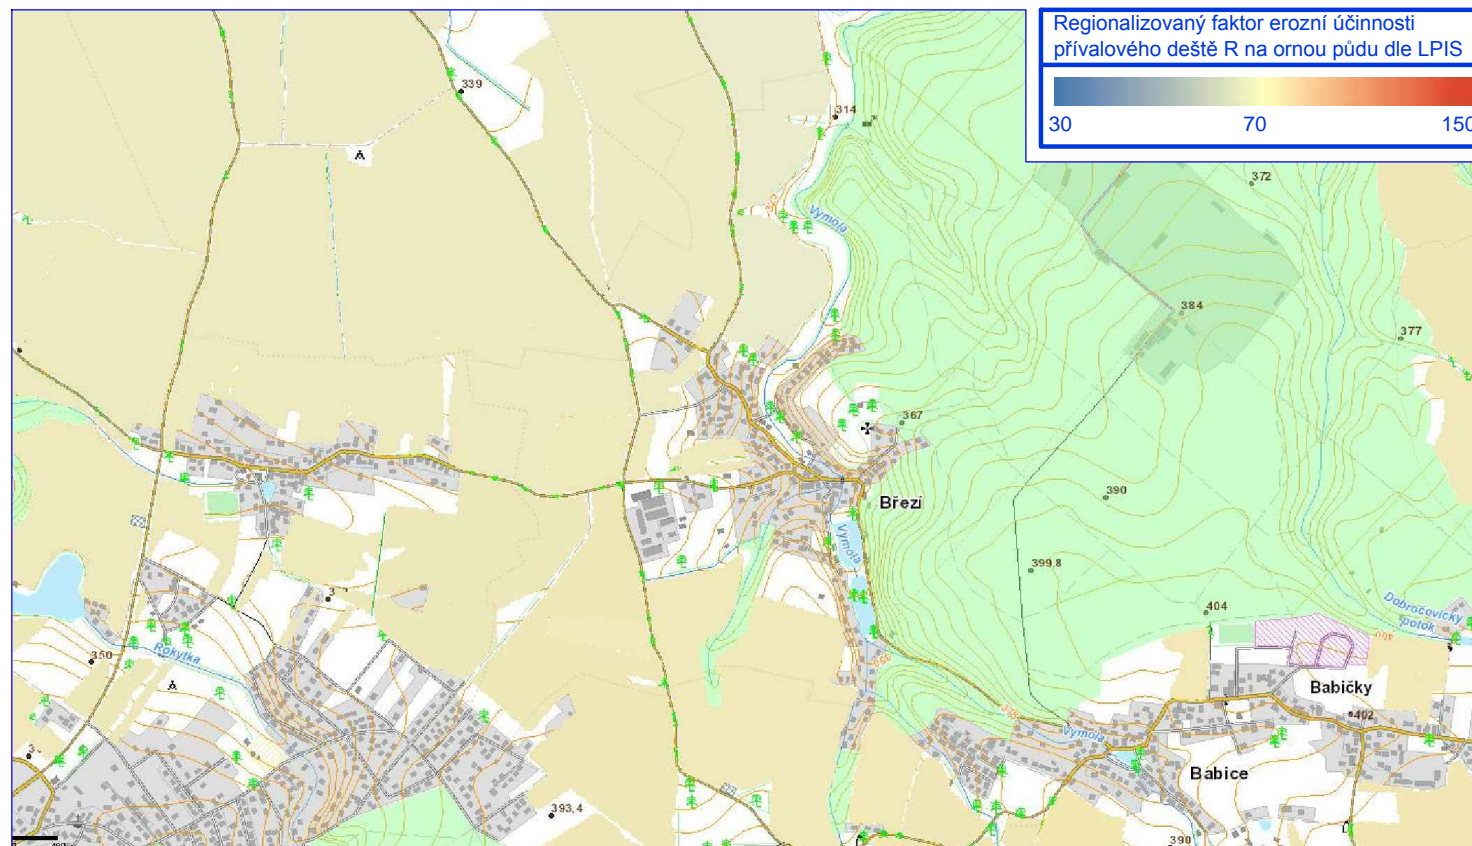 Regionalizovaný faktor erozní účinnosti
přívalového deště R na ornou půdu dle LPIS
30 70 150
339
314
372
Výmola
384
377
367
390
Březí
Výmola
399,8
404
Dobročovický
potok
400
350
Rokytka
Babičky
402
Výmola
Babice
393,4
390